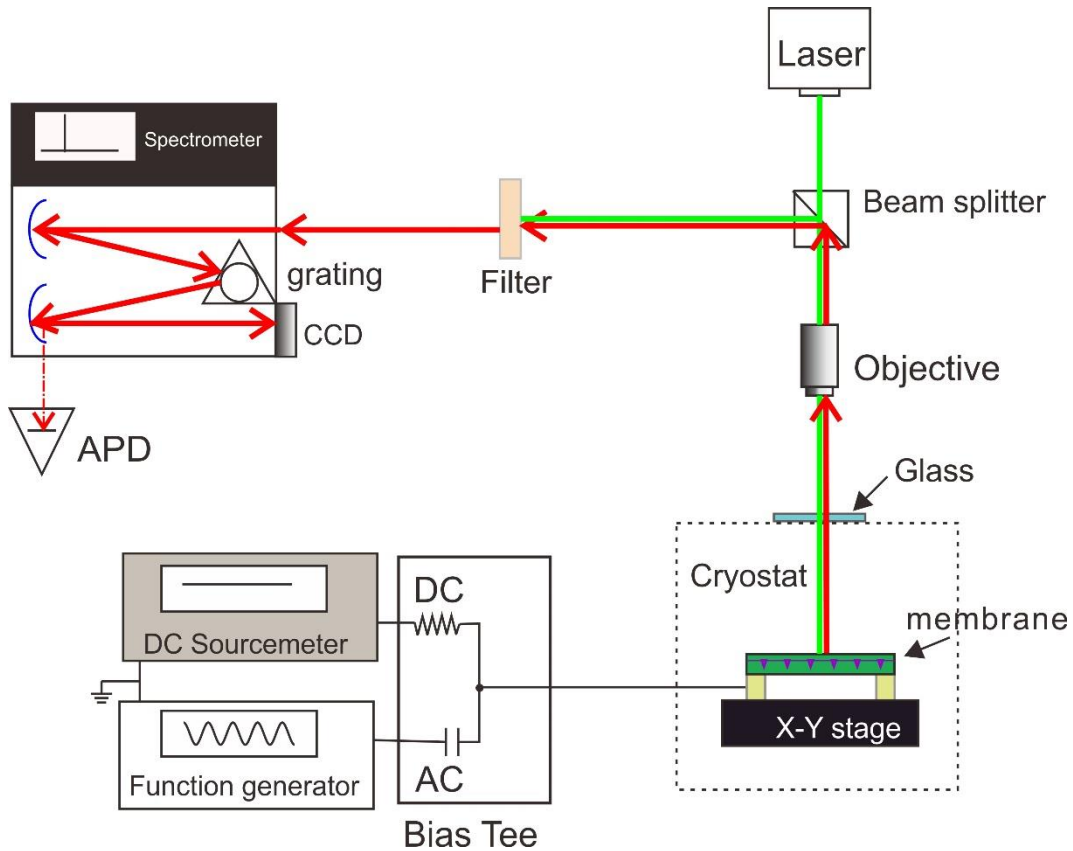 Laser
Spectrometer
Beam splitter
grating
Filter
CCD
Objective
APD
Glass
Cryostat
DC
membrane
DC Sourcemeter
X-Y stage
Function generator
AC
Bias Tee